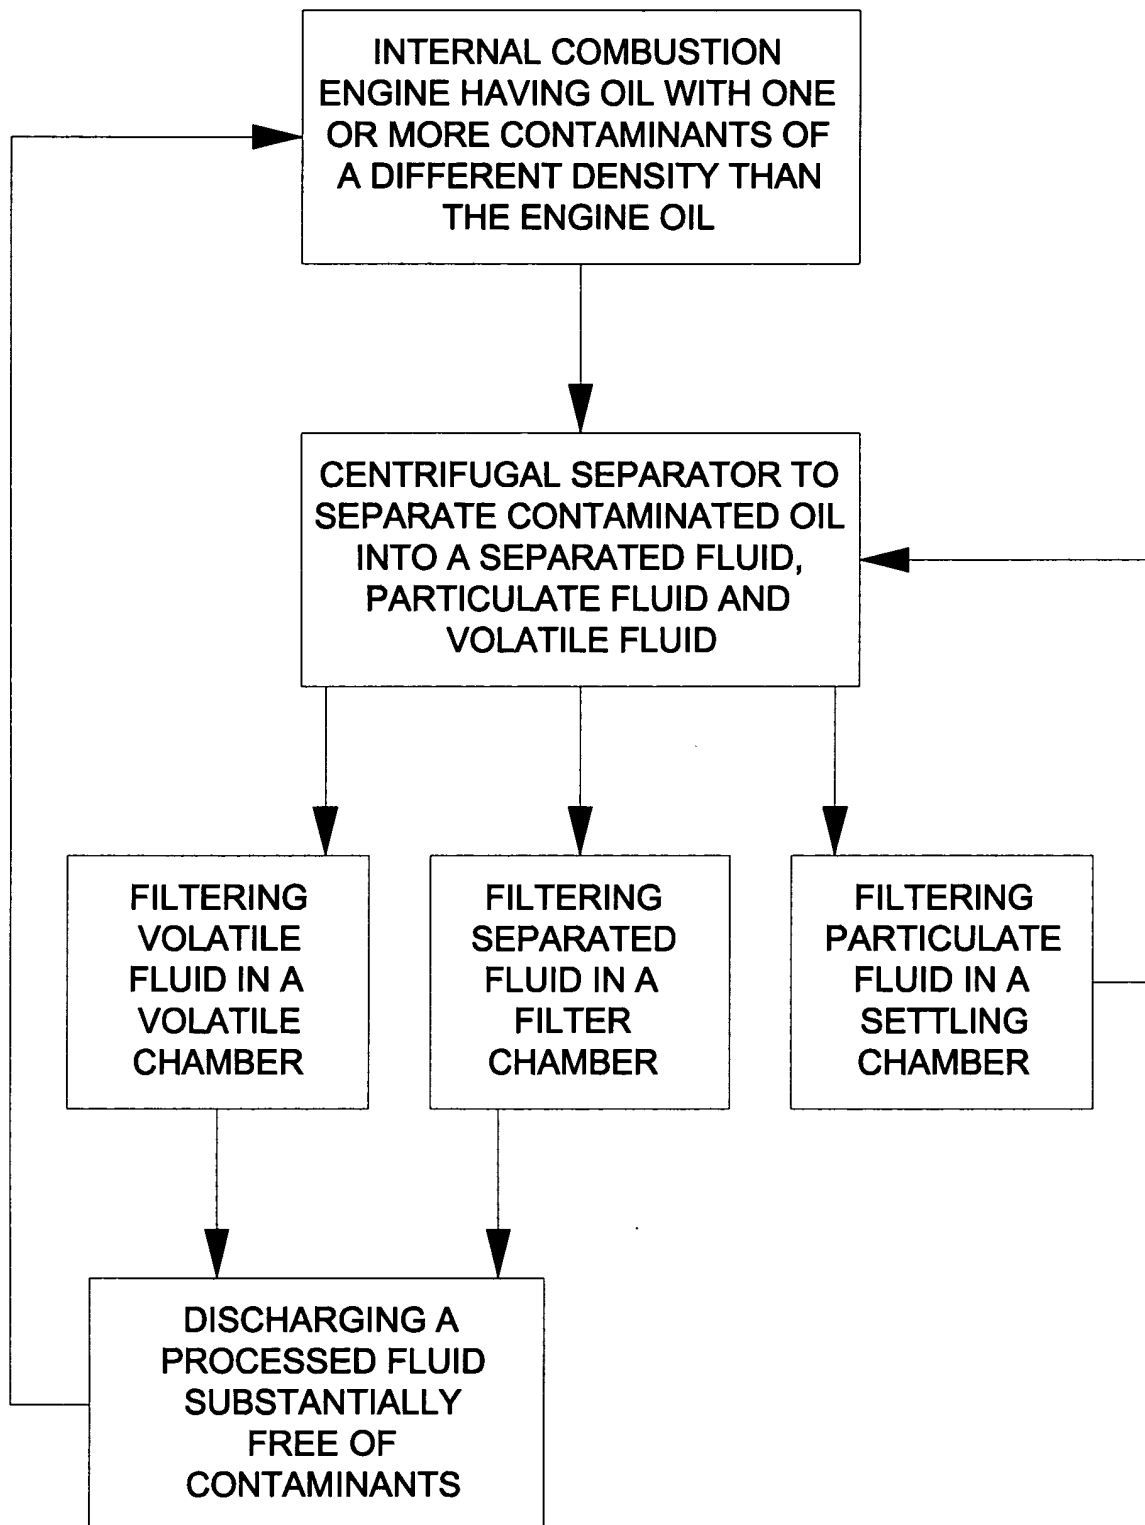 INTERNAL COMBUSTION
ENGINE HAVING OIL WITH ONE
OR MORE CONTAMINANTS OF
A DIFFERENT DENSITY THAN
THE ENGINE OIL
CENTRIFUGAL SEPARATOR TO
SEPARATE CONTAMINATED OIL
INTO A SEPARATED FLUID,
PARTICULATE FLUID AND
VOLATILE FLUID
FILTERING
VOLATILE
FLUID IN A
VOLATILE
CHAMBER
FILTERING
SEPARATED
FLUID IN A
FILTER
CHAMBER
FILTERING
PARTICULATE
FLUID IN A
SETTLING
CHAMBER
DISCHARGING A
PROCESSED FLUID
SUBSTANTIALLY
FREE OF
CONTAMINANTS